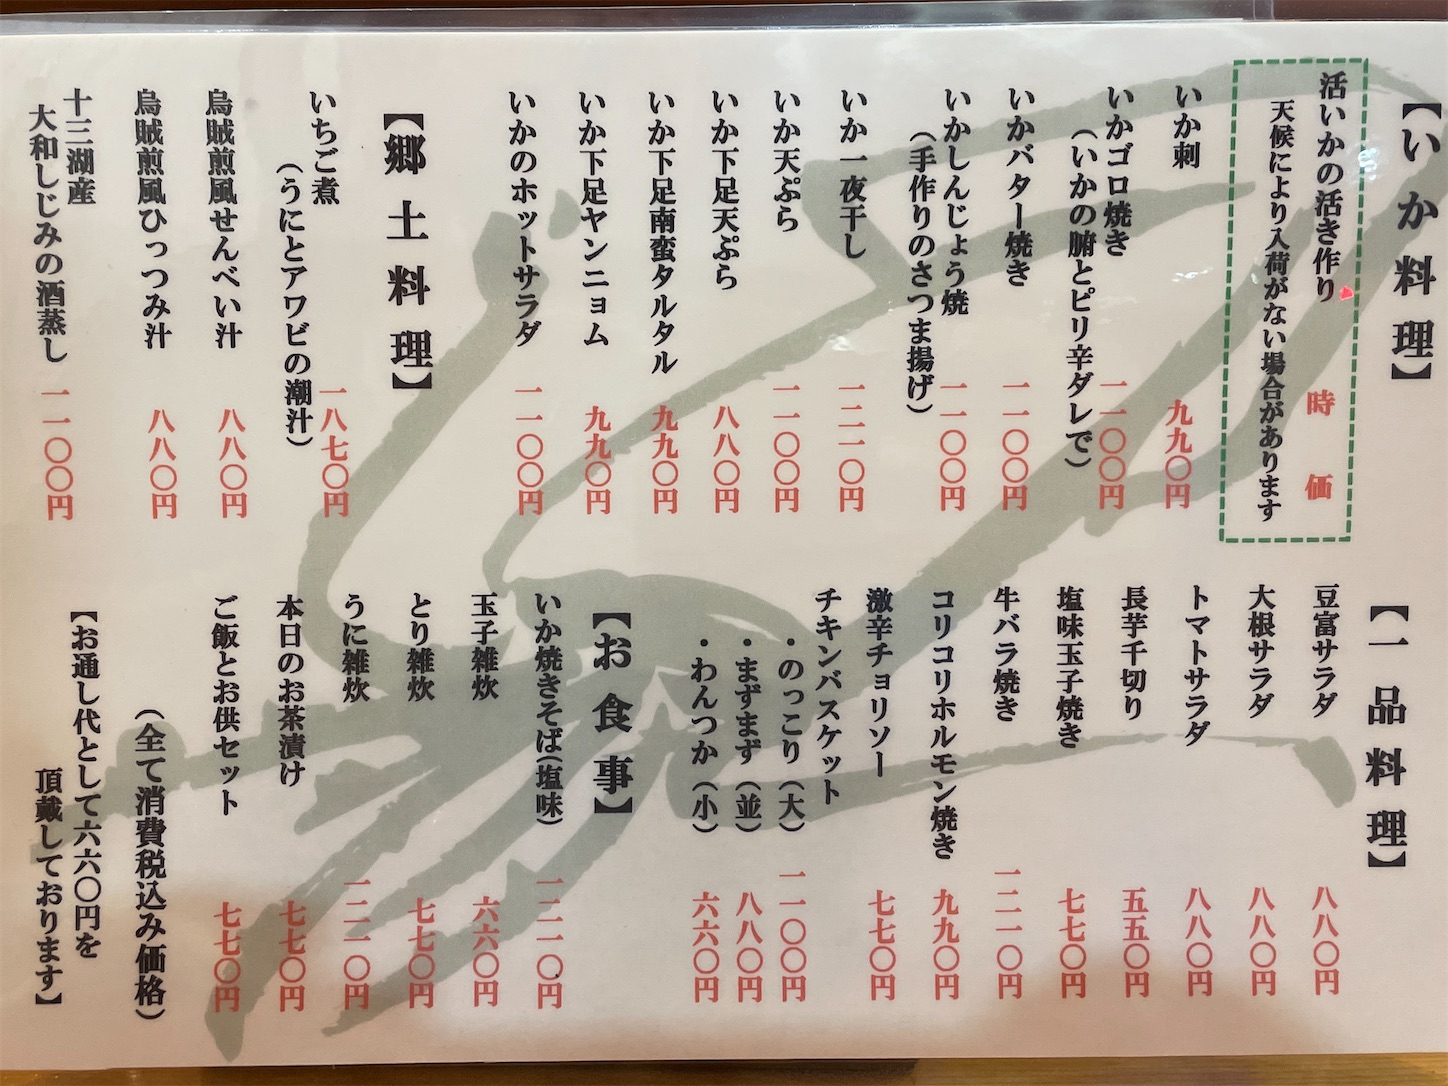 【いか料理】
活いかの活き作り 時価
天候により入荷がない場合があります
いか刺 九九〇円
いかゴロ焼き 一一〇〇円
（いかの腑とピリ辛ダレで）
いかバター焼き 一一〇〇円
いかしんじょう焼 一一〇〇円
（手作りのさつま揚げ）
いか一夜干し 一二一〇円
いか天ぷら 一一〇〇円
いか下足天ぷら 八八〇円
いか下足南蛮タルタル 九九〇円
いか下足ヤンニョム 九九〇円
いかのホットサラダ 一一〇〇円
【郷土料理】
いちご煮 一八七〇円
（うにとアワビの潮汁）
烏賊煎風せんべい汁 八八〇円
烏賊煎風ひっつみ汁 八八〇円
十三湖産
大和しじみの酒蒸し 一一〇〇円
【一品料理】
豆富サラダ 八八〇円
大根サラダ 八八〇円
トマトサラダ 八八〇円
長芋千切り 五五〇円
塩味玉子焼き 七七〇円
牛バラ焼き 一二一〇円
コリコリホルモン焼き 九九〇円
激辛チョリソー 七七〇円
チキンバスケット
・のっこり（大） 一一〇〇円
・まずまず（並） 八八〇円
・わんつか（小） 六六〇円
【お食事】
いか焼きそば（塩味） 一二一〇円
玉子雑炊 六六〇円
とり雑炊 七七〇円
うに雑炊 一二一〇円
本日のお茶漬け 七七〇円
ご飯とお供セット 七七〇円
（全て消費税込み価格）
【お通し代として六六〇円を
頂戴しております】